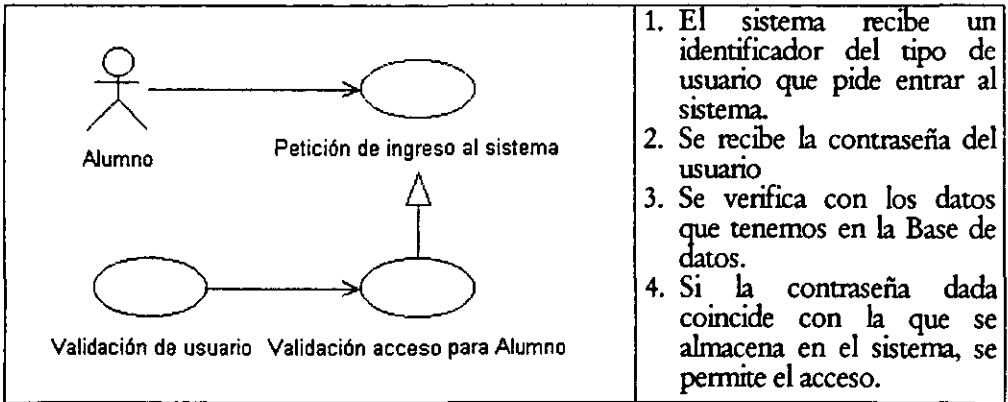 Alumno
Petición de ingreso al sistema
Validación de usuario
Validación acceso para Alumno
1. El sistema recibe un
identificador del tipo de
usuario que pide entrar al
sistema.
2. Se recibe la contraseña del
usuario
3. Se verifica con los datos
que tenemos en la Base de
datos.
4. Si la contraseña dada
coincide con la que se
almacena en el sistema, se
permite el acceso.